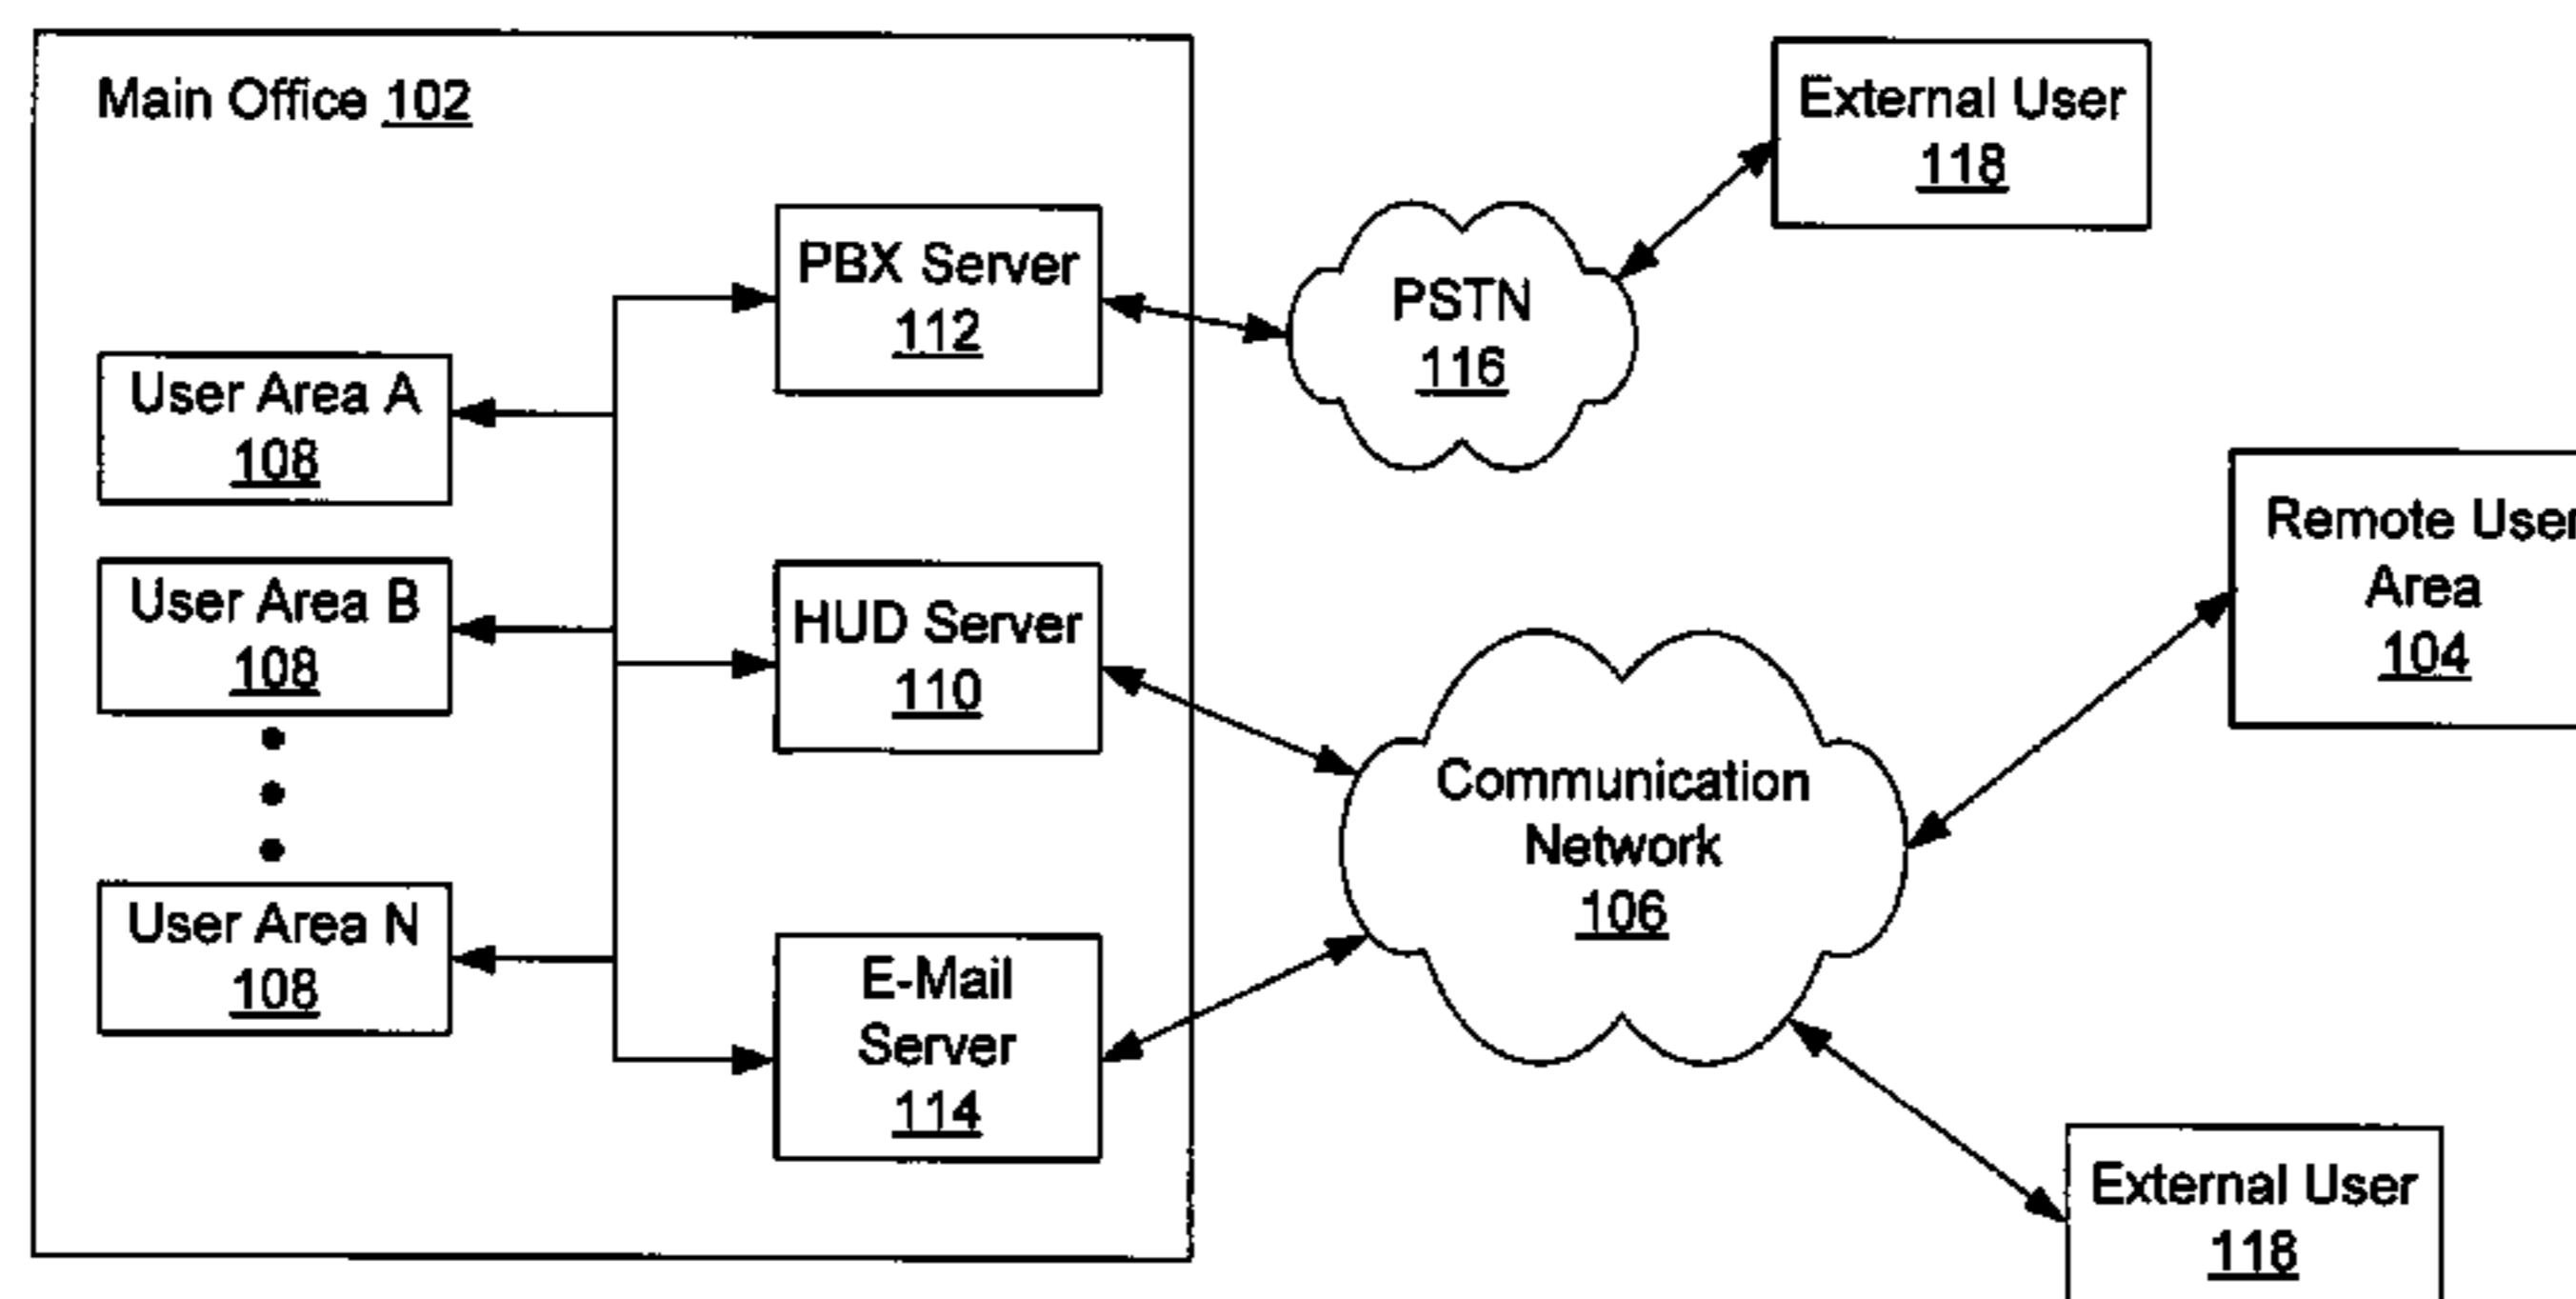 Main Office 102
External User
118
PBX Server
112
PSTN
116
User Area A
108
Remote User
Area
104
User Area B
108
HUD Server
110
Communication
Network
106
User Area N
108
E-Mail
Server
114
External User
118